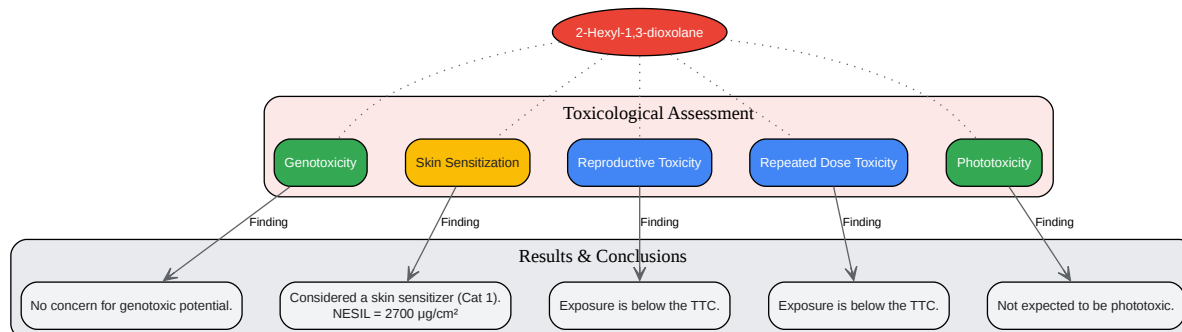 2-Hexyl-1,3-dioxolane
Toxicological Assessment
Genotoxicity
Skin Sensitization
Reproductive Toxicity
Repeated Dose Toxicity
Phototoxicity
Finding
Finding
Finding
Finding
Finding
Results & Conclusions
No concern for genotoxic potential.
Considered a skin sensitizer (Cat 1).
NESIL = 2700 μg/cm²
Exposure is below the TTC.
Exposure is below the TTC.
Not expected to be phototoxic.